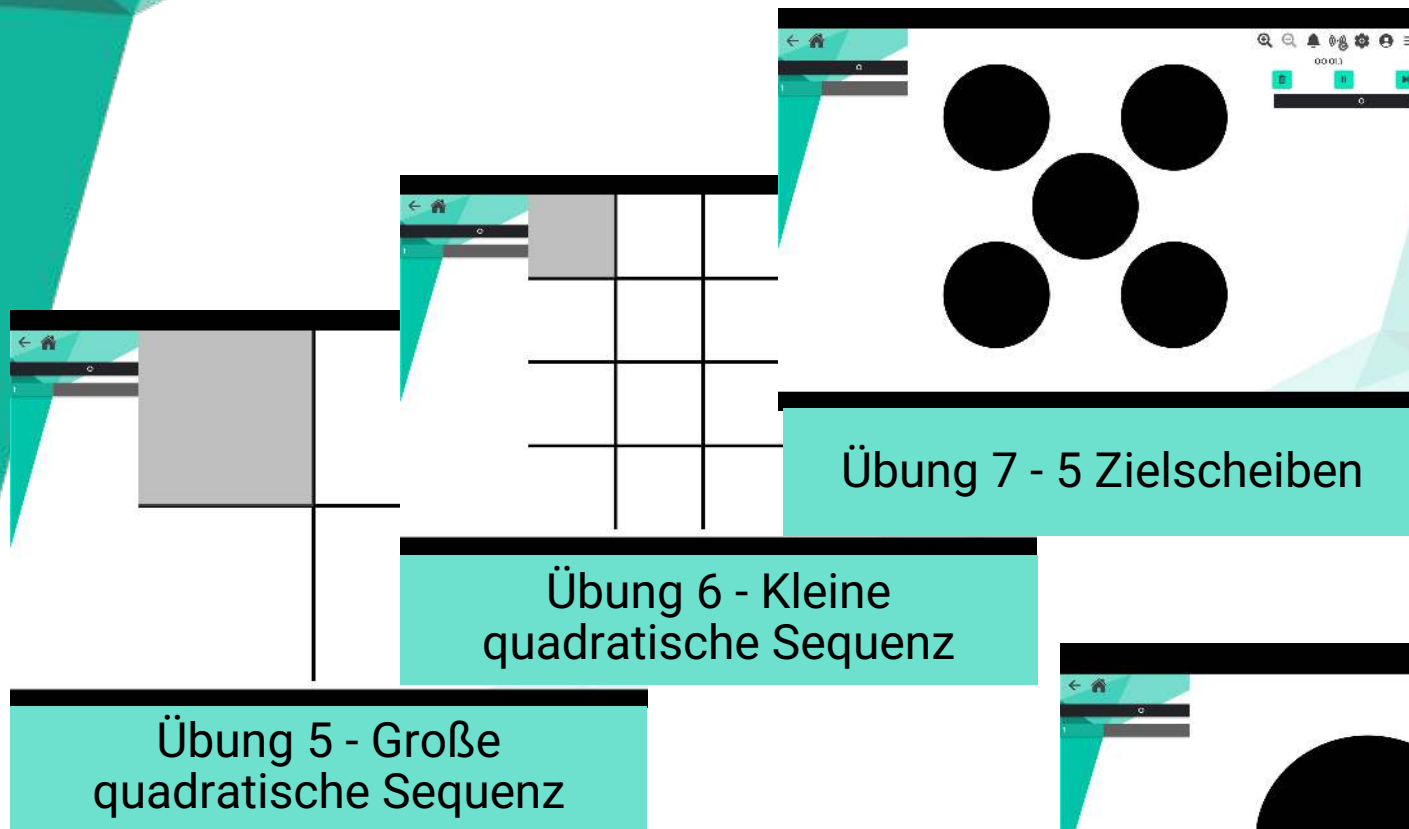 Übung 7 - 5 Zielscheiben
Übung 6 - Kleine
quadratische Sequenz
Übung 5 - Große
quadratische Sequenz